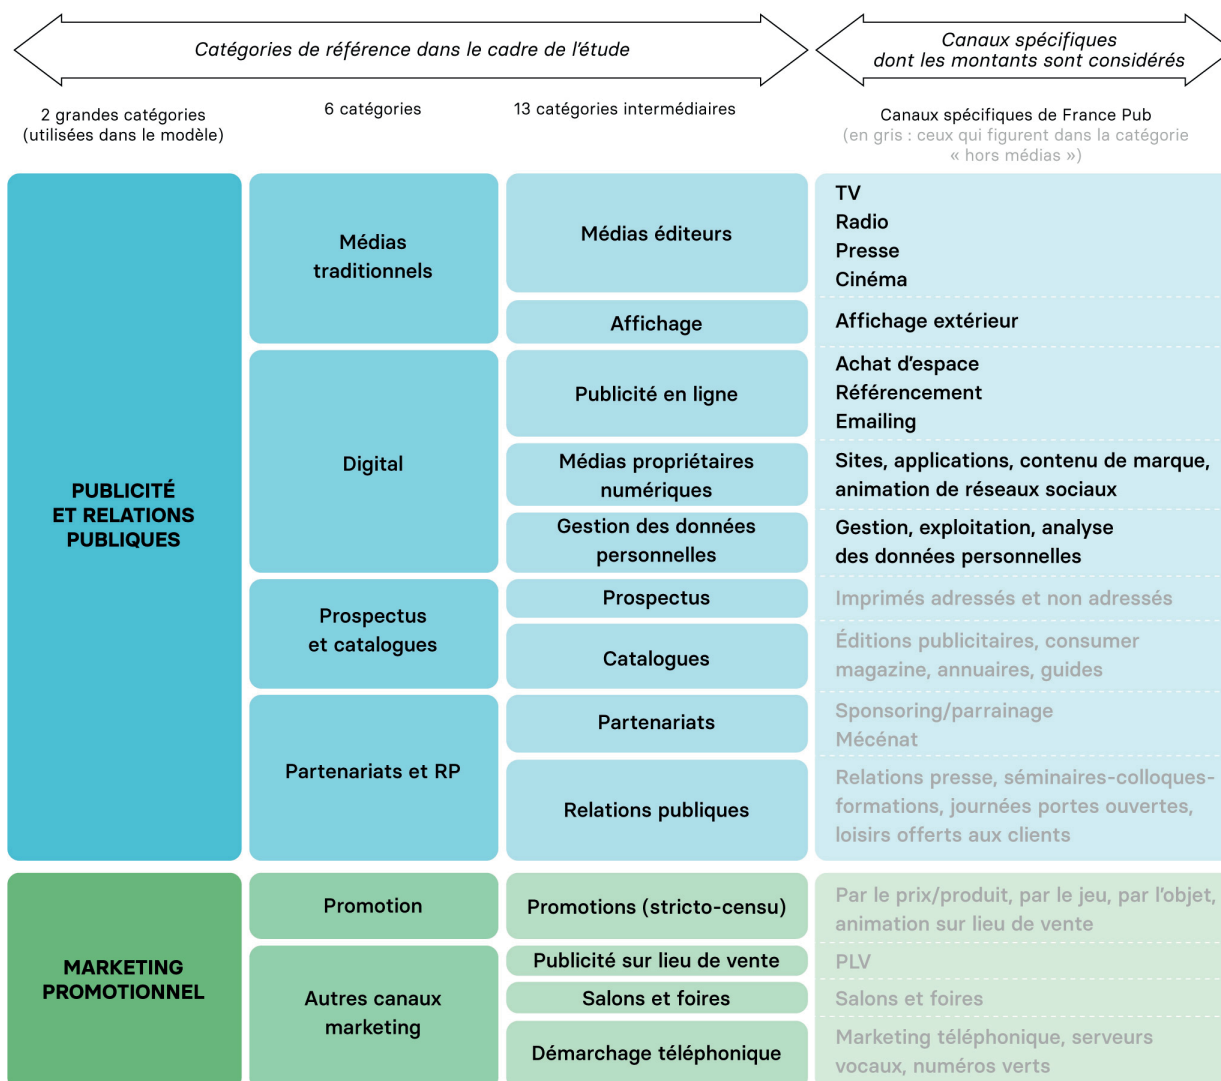 Catégories de référence dans le cadre de l'étude
Canaux spécifiques
dont les montants sont considérés
2 grandes catégories
(utilisées dans le modèle)
6 catégories
13 catégories intermédiaires
Canaux spécifiques de France Pub
(en gris : ceux qui figurent dans la catégorie
« hors médias »)
PUBLICITÉ
ET RELATIONS
PUBLIQUES
Médias
traditionnels
Médias éditeurs
TV
Radio
Presse
Cinéma
Affichage
Affichage extérieur
Digital
Publicité en ligne
Achat d'espace
Référencement
Emailing
Médias propriétaires
numériques
Sites, applications, contenu de marque,
animation de réseaux sociaux
Gestion des données
personnelles
Gestion, exploitation, analyse
des données personnelles
Prospectus
et catalogues
Prospectus
Imprimés adressés et non adressés
Catalogues
Éditions publicitaires, consumer
magazine, annuaires, guides
Partenariats et RP
Partenariats
Sponsoring/parrainage
Mécénat
Relations publiques
Relations presse, séminaires-colloques-
formations, journées portes ouvertes,
loisirs offerts aux clients
MARKETING
PROMOTIONNEL
Promotion
Promotions (stricto-censu)
Par le prix/produit, par le jeu, par l'objet,
animation sur lieu de vente
Autres canaux
marketing
Publicité sur lieu de vente
PLV
Salons et foires
Salons et foires
Démarchage téléphonique
Marketing téléphonique, serveurs
vocaux, numéros verts